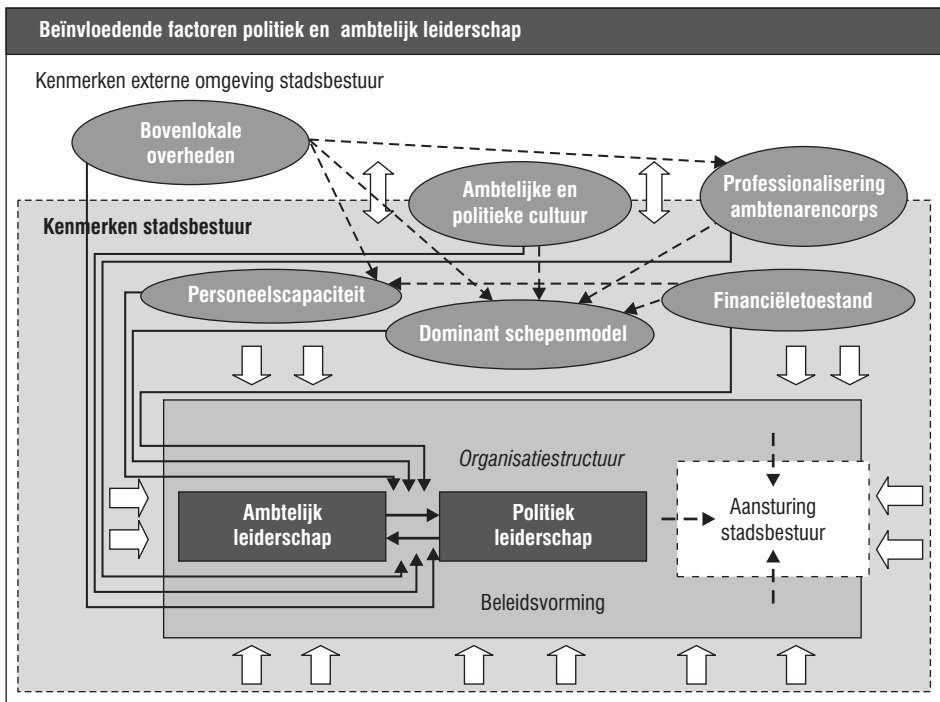 Beïnvloedende factoren politiek en ambtelijk leiderschap
Kenmerken externe omgeving stadsbestuur
Bovenlokale
overheden
Ambtelijke en
politieke cultuur
Professionalisering
ambtenarencorps
Kenmerken stadsbestuur
Personeelscapaciteit
Dominant schepenmodel
Financiëletoestand
Organisatiestructuur
Ambtelijk
leiderschap
Politiek
leiderschap
Aansturing
stadsbestuur
Beleidsvorming